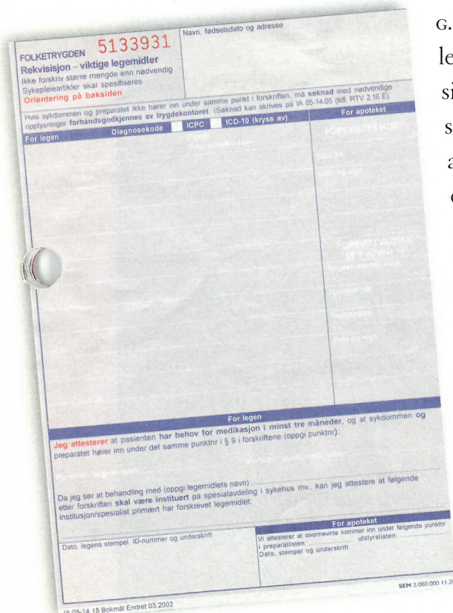 FOLKETRYGDEN 5133931
Rekvisisjon – viktige legemidler
Ikke forskriv større mengde enn nødvendig
Sykepleieartikler skal spesifiseres
Orientering på baksiden
Navn, fødselsdato og adresse
Hvis sykdommen og preparatet ikke hører inn under samme punkt i forskriften, må søknad med nødvendige
opplysninger forhåndsgodkjennes av trygdekontoret. (Søknad kan skrives på IA 05-14.05 (tidl. RTV 2.16 E).
For legen Diagnosekode ICPC ICD-10 (kryss av) For apoteket
For legen
Jeg attesterer at pasienten har behov for medikasjon i minst tre måneder, og at sykdommen og
preparatet hører inn under det samme punktnr i § 9 i forskriftene (oppgi punktnr):
Da jeg ser at behandling med (oppgi legemidlets navn)
etter forskriften skal være instituert på spesialavdeling i sykehus mv., kan jeg attestere at følgende
institusjon/spesialist primært har forskrevet legemidlet:
Dato, legens stempel, ID-nummer og underskrift
For apoteket
Vi attesterer at ovennevnte kommer inn under følgende punktnr
i preparatlisten: utstyrslisten:
Dato, stempel og underskrift
IA 05-14.15 Bokmål Endret 03.2002
SEM 3.060.000 11.20
G.
le
si
s
a